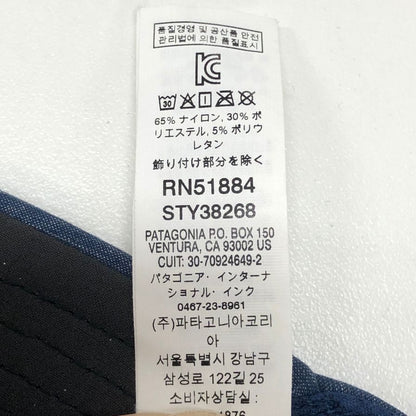 품질경영 및 공산품 안전
관리법에 의한 품질표시
KC
30
65% ナイロン, 30% ポ
リエステル, 5% ポリウ
レタン
飾り付け部分を除く
RN51884
STY38268
PATAGONIA P.O. BOX 150
VENTURA, CA 93002 US
CUIT: 30-70924649-2
パタゴニア・インターナ
ショナル・インク
0467-23-8961
(주)파타고니아코리아
서울특별시 강남구
삼성로 122길 25
소비자상담실:
1876